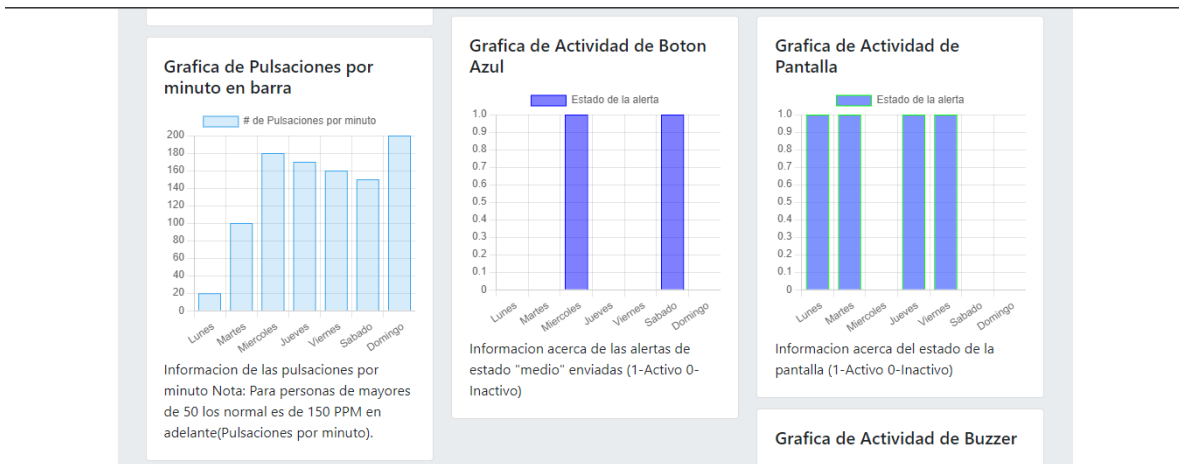 Grafica de Pulsaciones por
minuto en barra
# de Pulsaciones por minuto
200
180
160
140
120
100
80
60
40
20
0
Lunes
Martes
Miercoles
Jueves
Viernes
Sabado
Domingo
Informacion de las pulsaciones por
minuto Nota: Para personas de mayores
de 50 los normal es de 150 PPM en
adelante(Pulsaciones por minuto).
Grafica de Actividad de Boton
Azul
Estado de la alerta
1.0
0.9
0.8
0.7
0.6
0.5
0.4
0.3
0.2
0.1
0
Lunes
Martes
Miercoles
Jueves
Viernes
Sabado
Domingo
Informacion acerca de las alertas de
estado "medio" enviadas (1-Activo 0-
Inactivo)
Grafica de Actividad de
Pantalla
Estado de la alerta
1.0
0.9
0.8
0.7
0.6
0.5
0.4
0.3
0.2
0.1
0
Lunes
Martes
Miercoles
Jueves
Viernes
Sabado
Domingo
Informacion acerca del estado de la
pantalla (1-Activo 0-Inactivo)
Grafica de Actividad de Buzzer